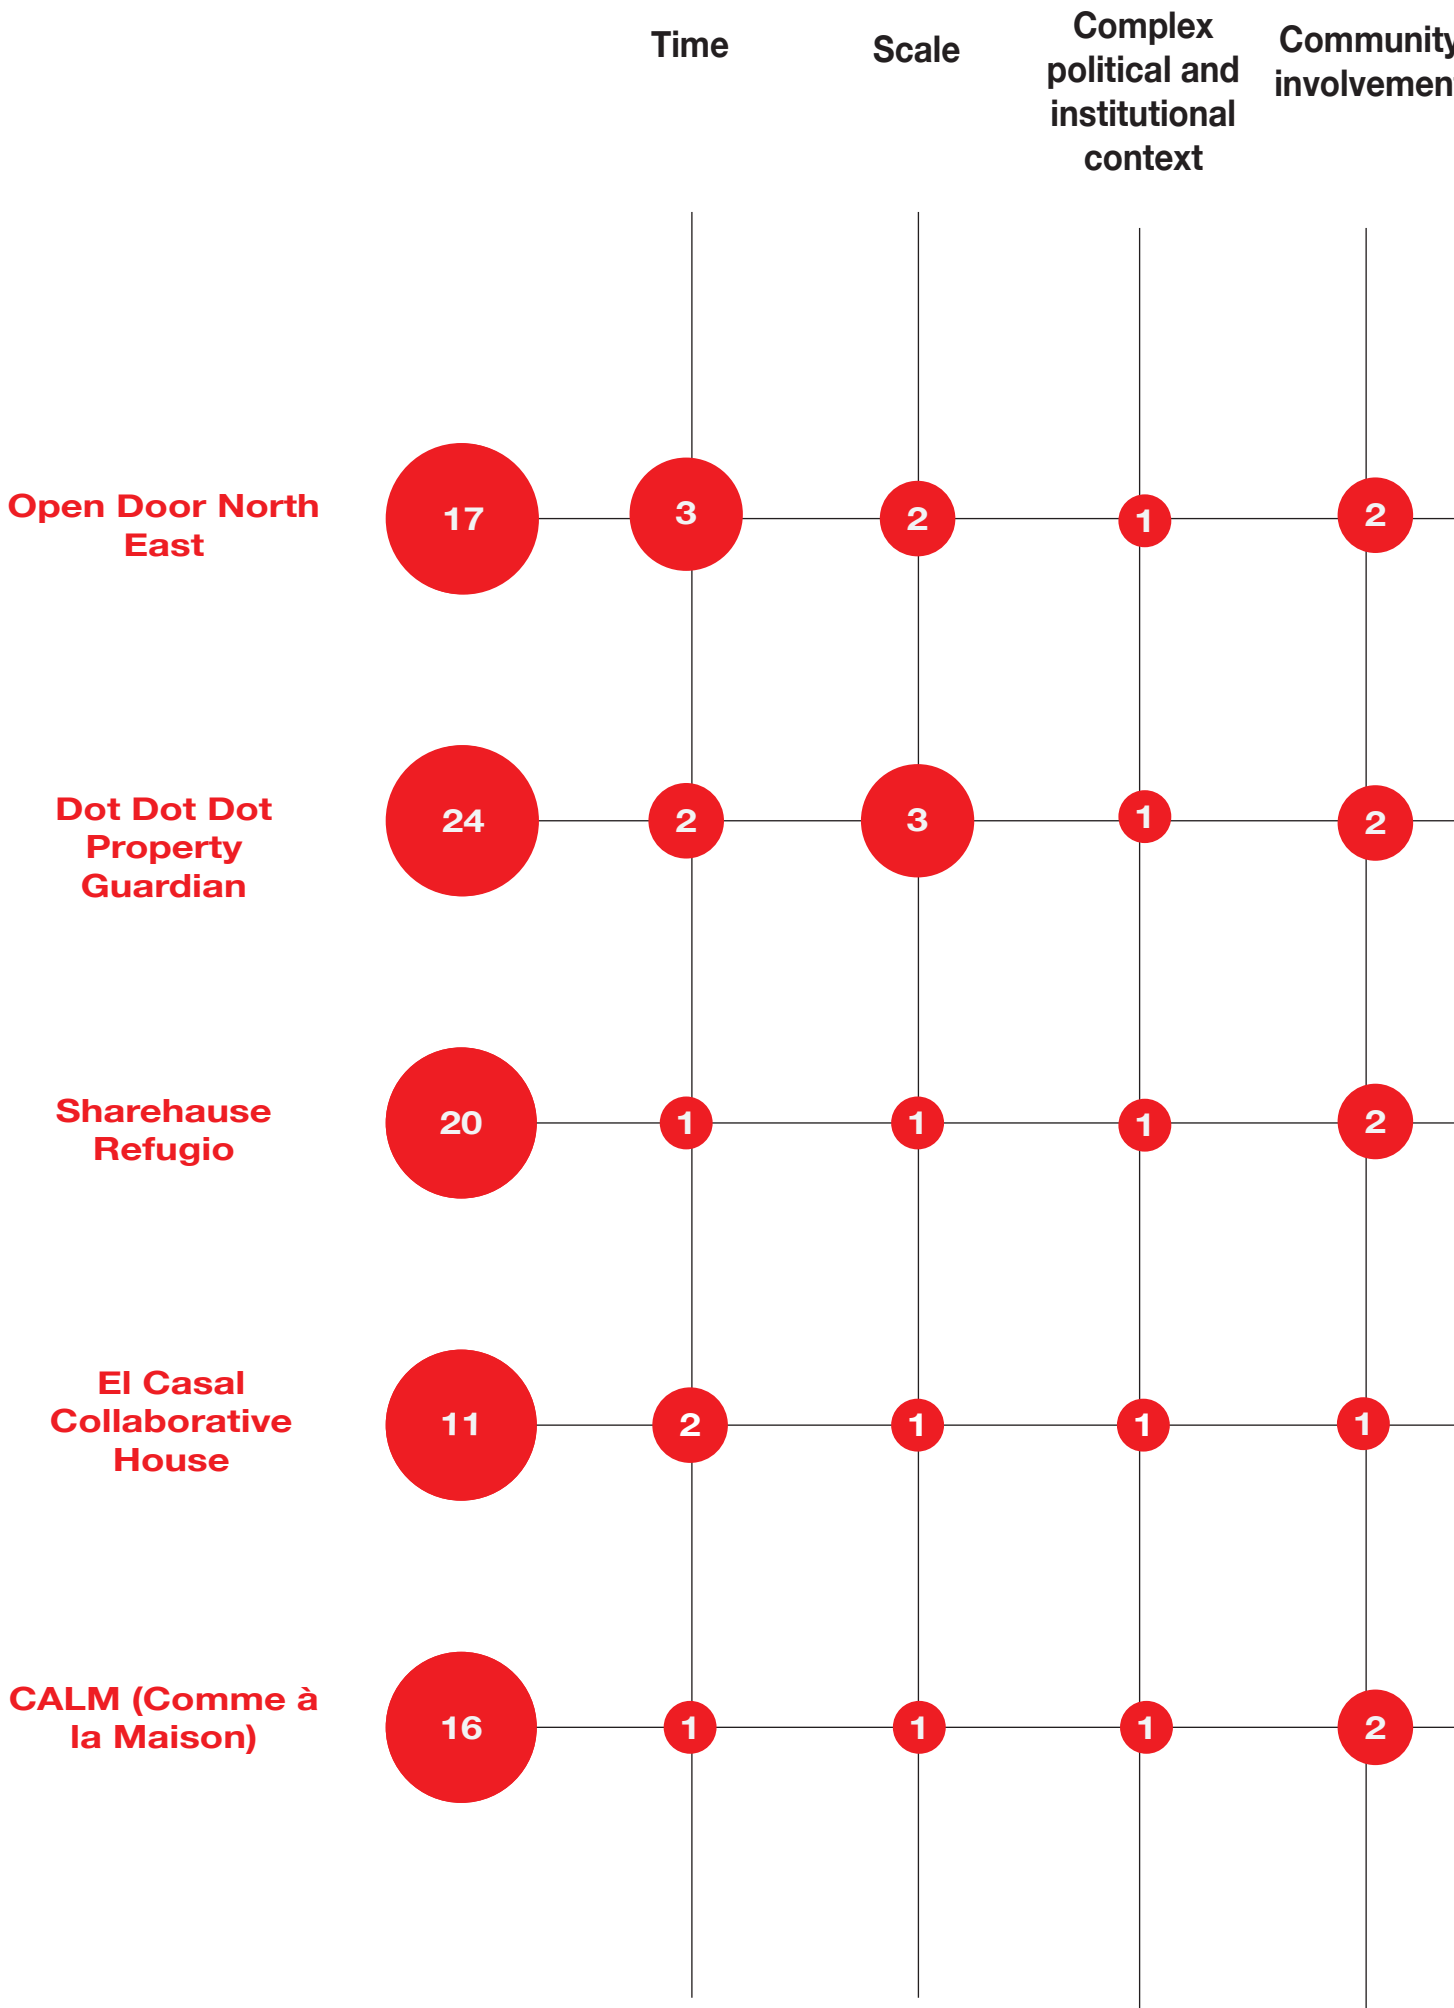 Time
Scale
Complex
political and
institutional
context
Community
involvement
Open Door North
East
17
3
2
1
2
Dot Dot Dot
Property
Guardian
24
2
3
1
2
Sharehause
Refugio
20
1
1
1
2
El Casal
Collaborative
House
11
2
1
1
1
CALM (Comme à
la Maison)
16
1
1
1
2